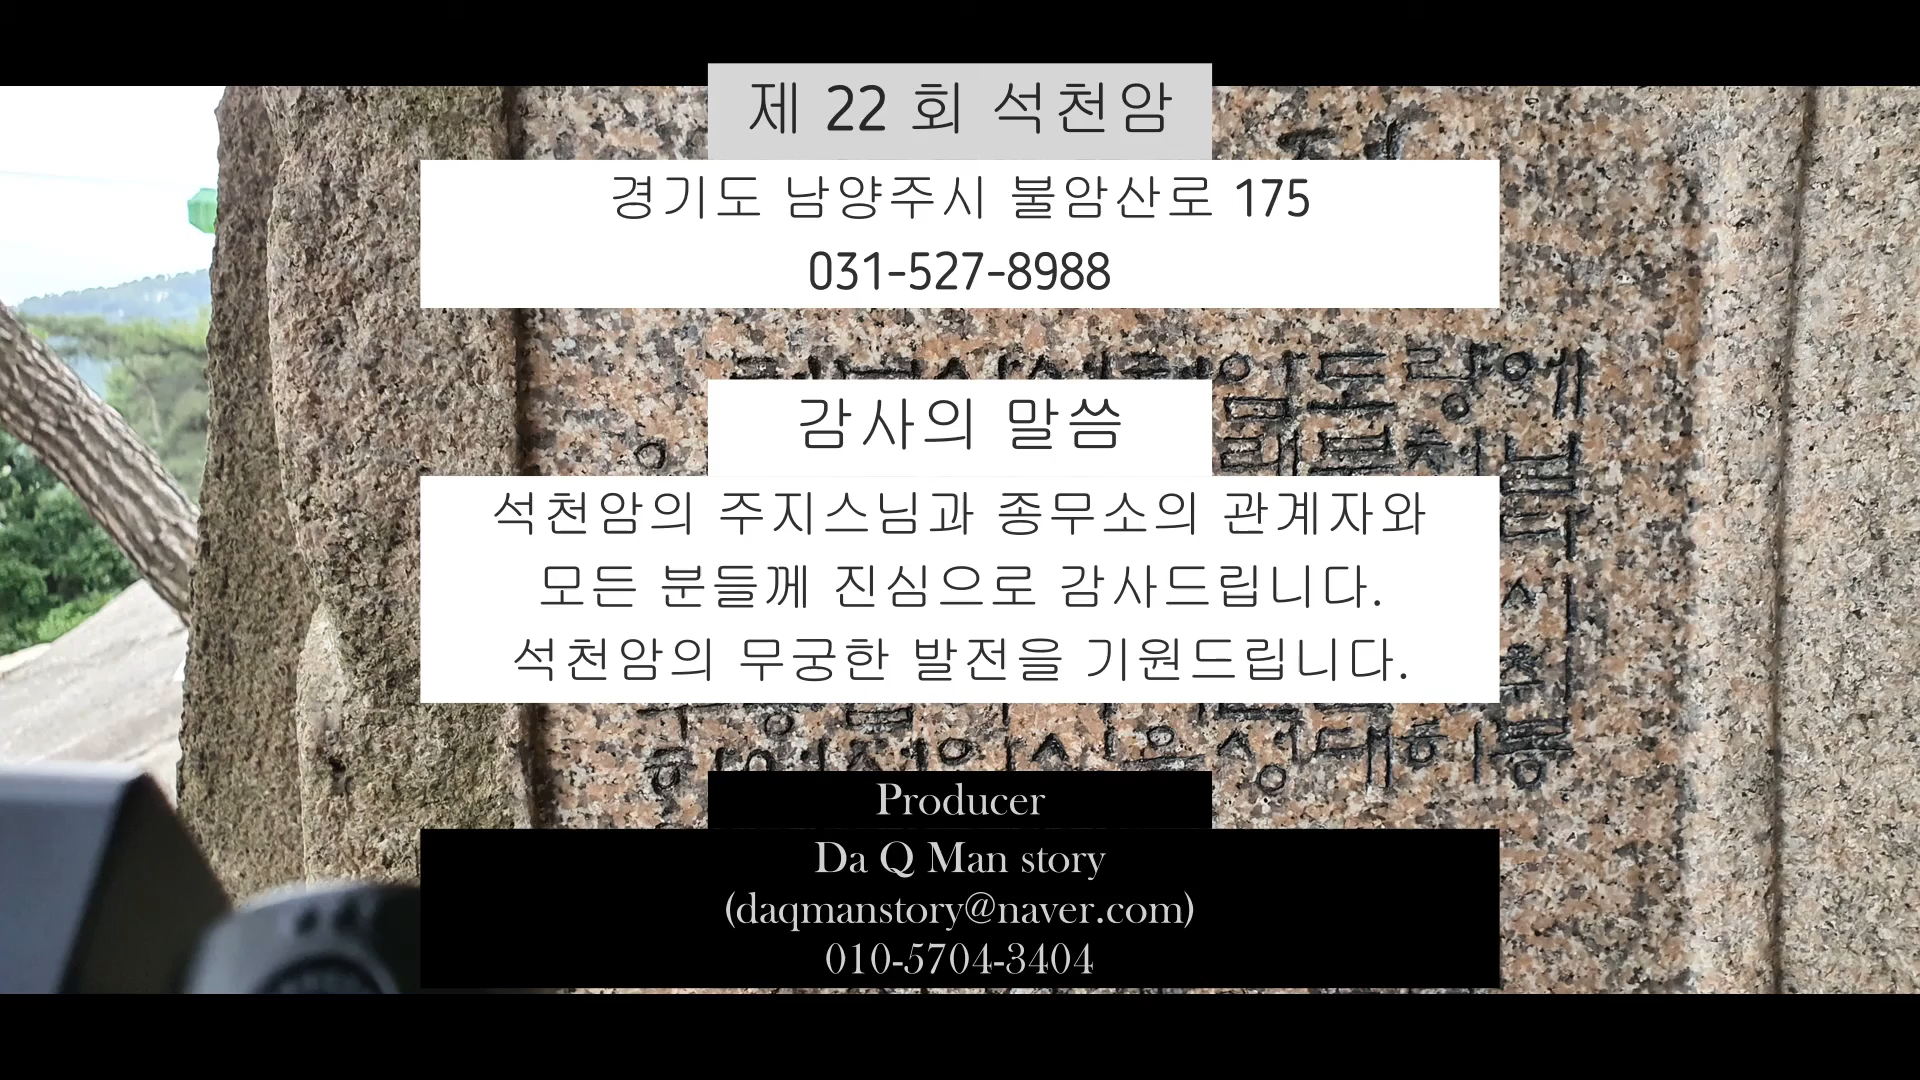 제 22 회 석천암
경기도 남양주시 불암산로 175
031-527-8988
도량에
감사의 말씀
석천암의 주지스님과 종무소의 관계자와
모든 분들께 진심으로 감사드립니다.
석천암의 무궁한 발전을 기원드립니다.
Producer
Da Q Man story
(daqmanstory@naver.com)
010-5704-3404